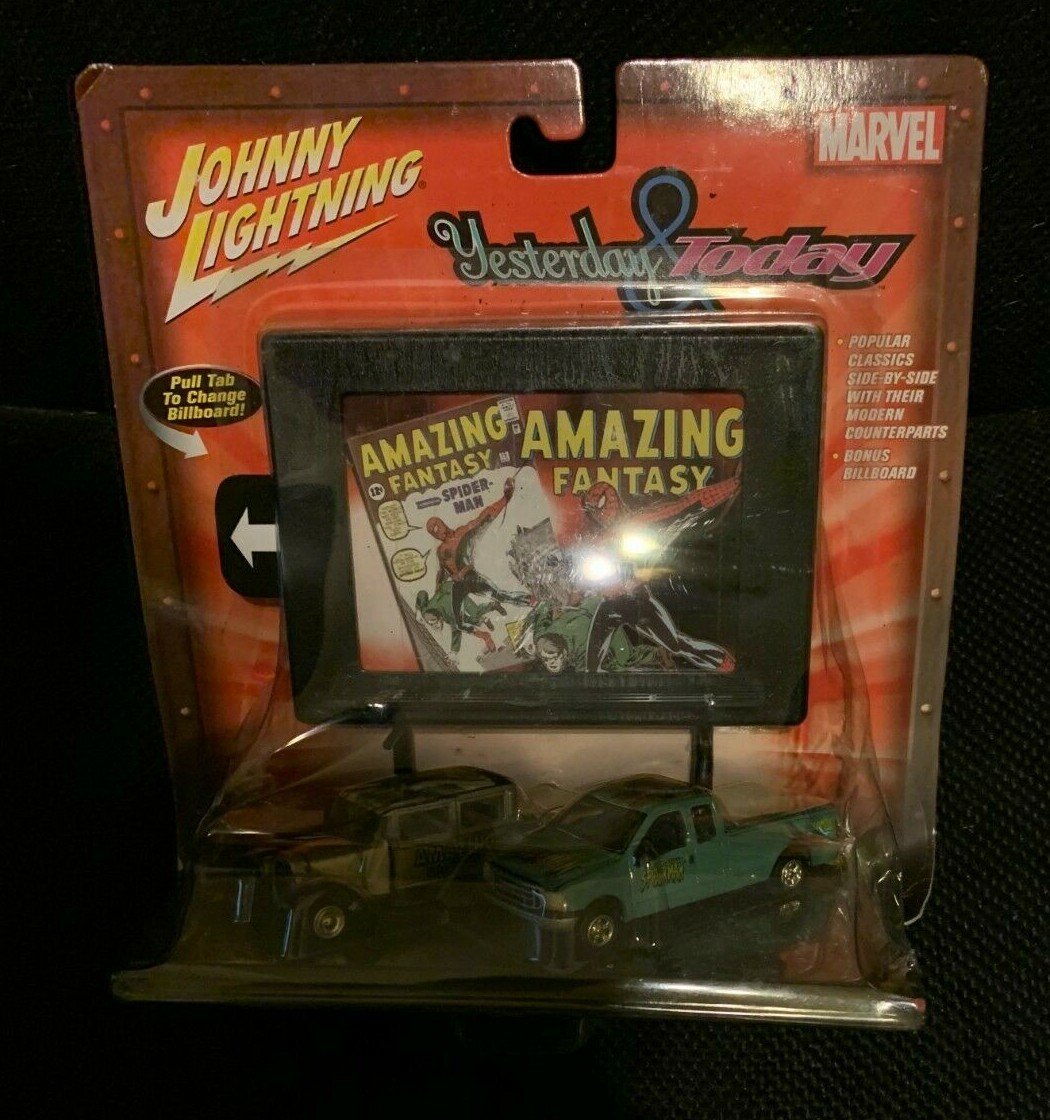 JOHNNY
LIGHTNING
MARVEL
Yesterday & Today
Pull Tab
To Change
Billboard!
• POPULAR
CLASSICS
SIDE-BY-SIDE
WITH THEIR
MODERN
COUNTERPARTS
• BONUS
BILLBOARD
AMAZING
FANTASY
12¢
SPIDER-
MAN
AMAZING
FANTASY